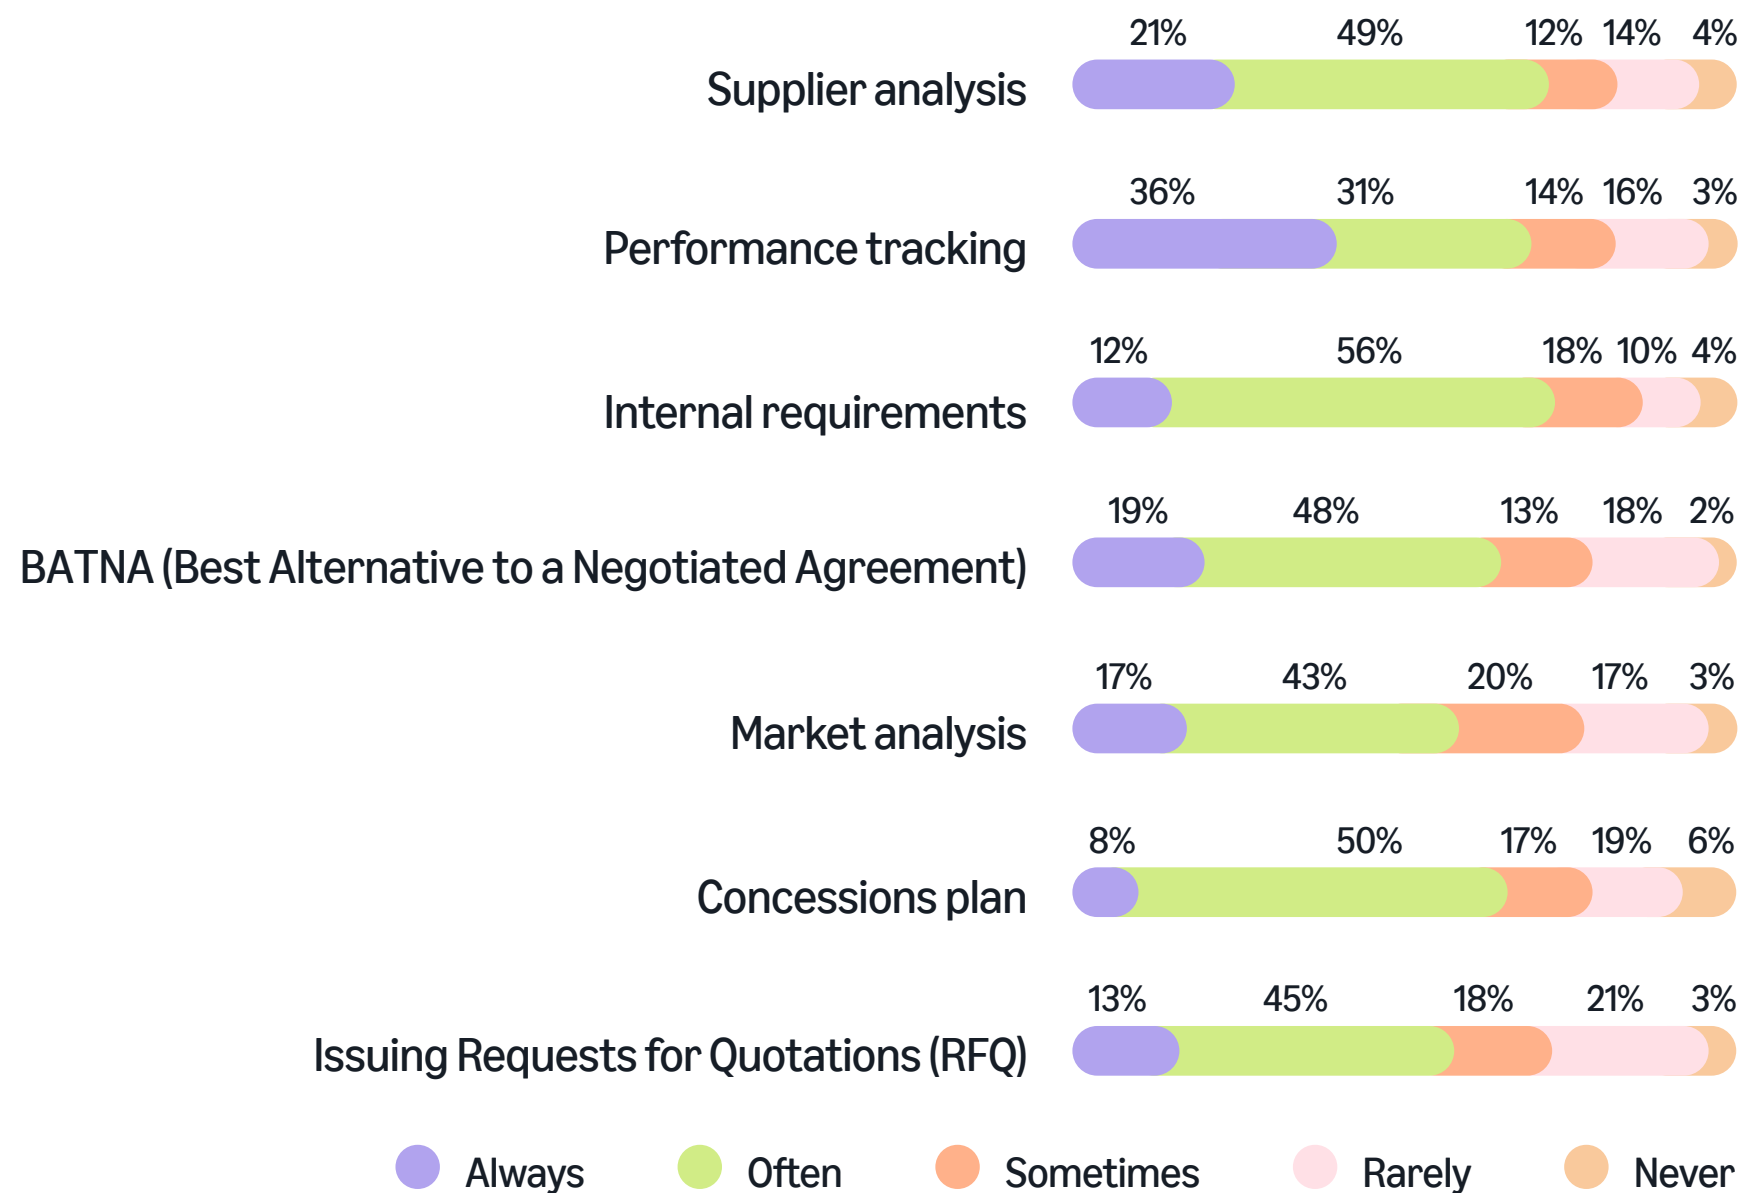 21% 49% 12% 14% 4%
Supplier analysis
36% 31% 14% 16% 3%
Performance tracking
12% 56% 18% 10% 4%
Internal requirements
19% 48% 13% 18% 2%
BATNA (Best Alternative to a Negotiated Agreement)
17% 43% 20% 17% 3%
Market analysis
8% 50% 17% 19% 6%
Concessions plan
13% 45% 18% 21% 3%
Issuing Requests for Quotations (RFQ)
Always Often Sometimes Rarely Never